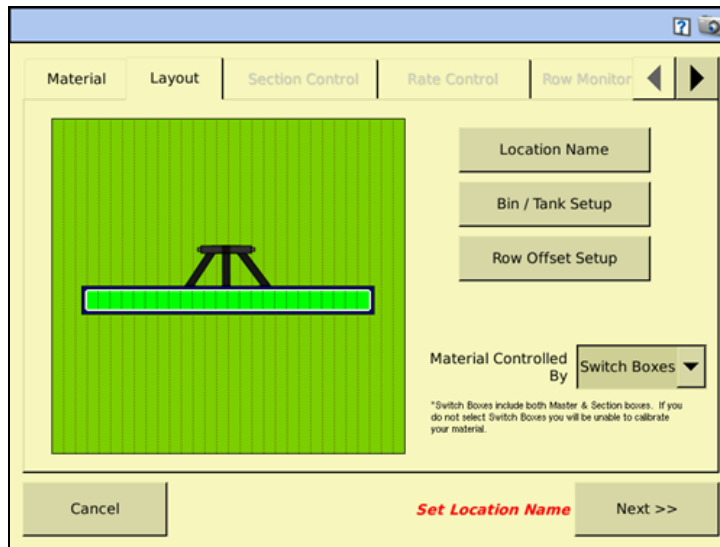 ?
Material Layout Section Control Rate Control Row Monitor
Location Name
Bin / Tank Setup
Row Offset Setup
Material Controlled
By
Switch Boxes
*Switch Boxes include both Master & Section boxes. If you
do not select Switch Boxes you will be unable to calibrate
your material.
Cancel
Set Location Name
Next >>